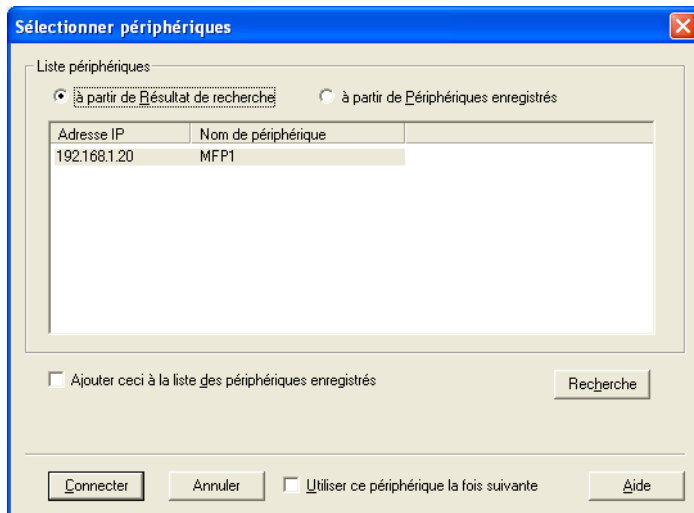 Sélectionner périphériques
Liste périphériques
à partir de Résultat de recherche à partir de Périphériques enregistrés
Adresse IP Nom de périphérique
192.168.1.20 MFP1
Ajouter ceci à la liste des périphériques enregistrés Recherche
Connecter Annuler Utiliser ce périphérique la fois suivante Aide